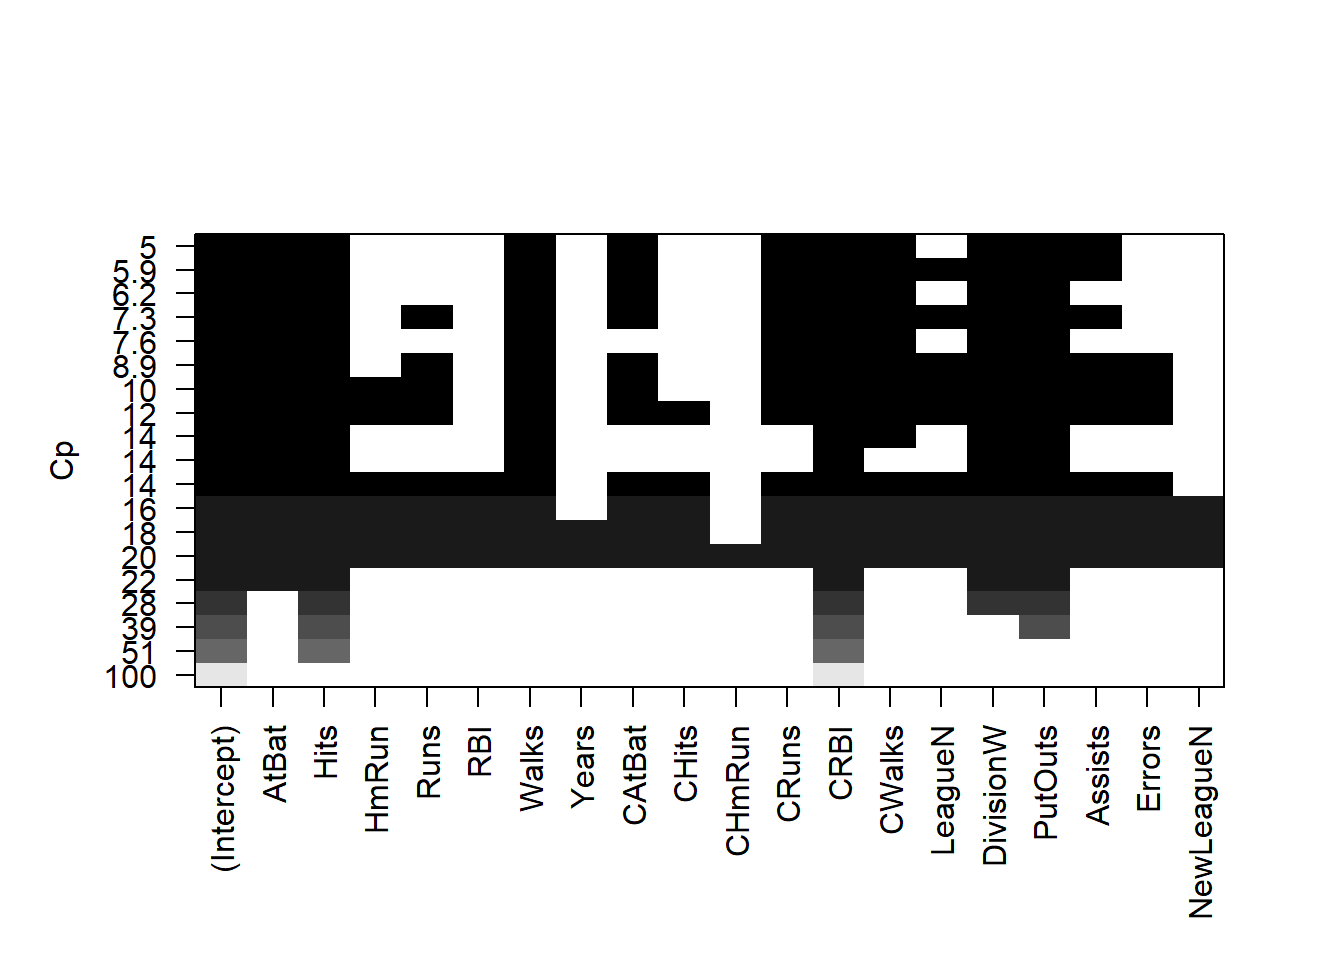 Cp
5
5.9
6.2
7.3
7.6
8.9
10
12
14
14
14
16
18
20
22
28
39
51
100
(Intercept)
AtBat
Hits
HmRun
Runs
RBI
Walks
Years
CAtBat
CHits
CHmRun
CRuns
CRBI
CWalks
LeagueN
DivisionW
PutOuts
Assists
Errors
NewLeagueN